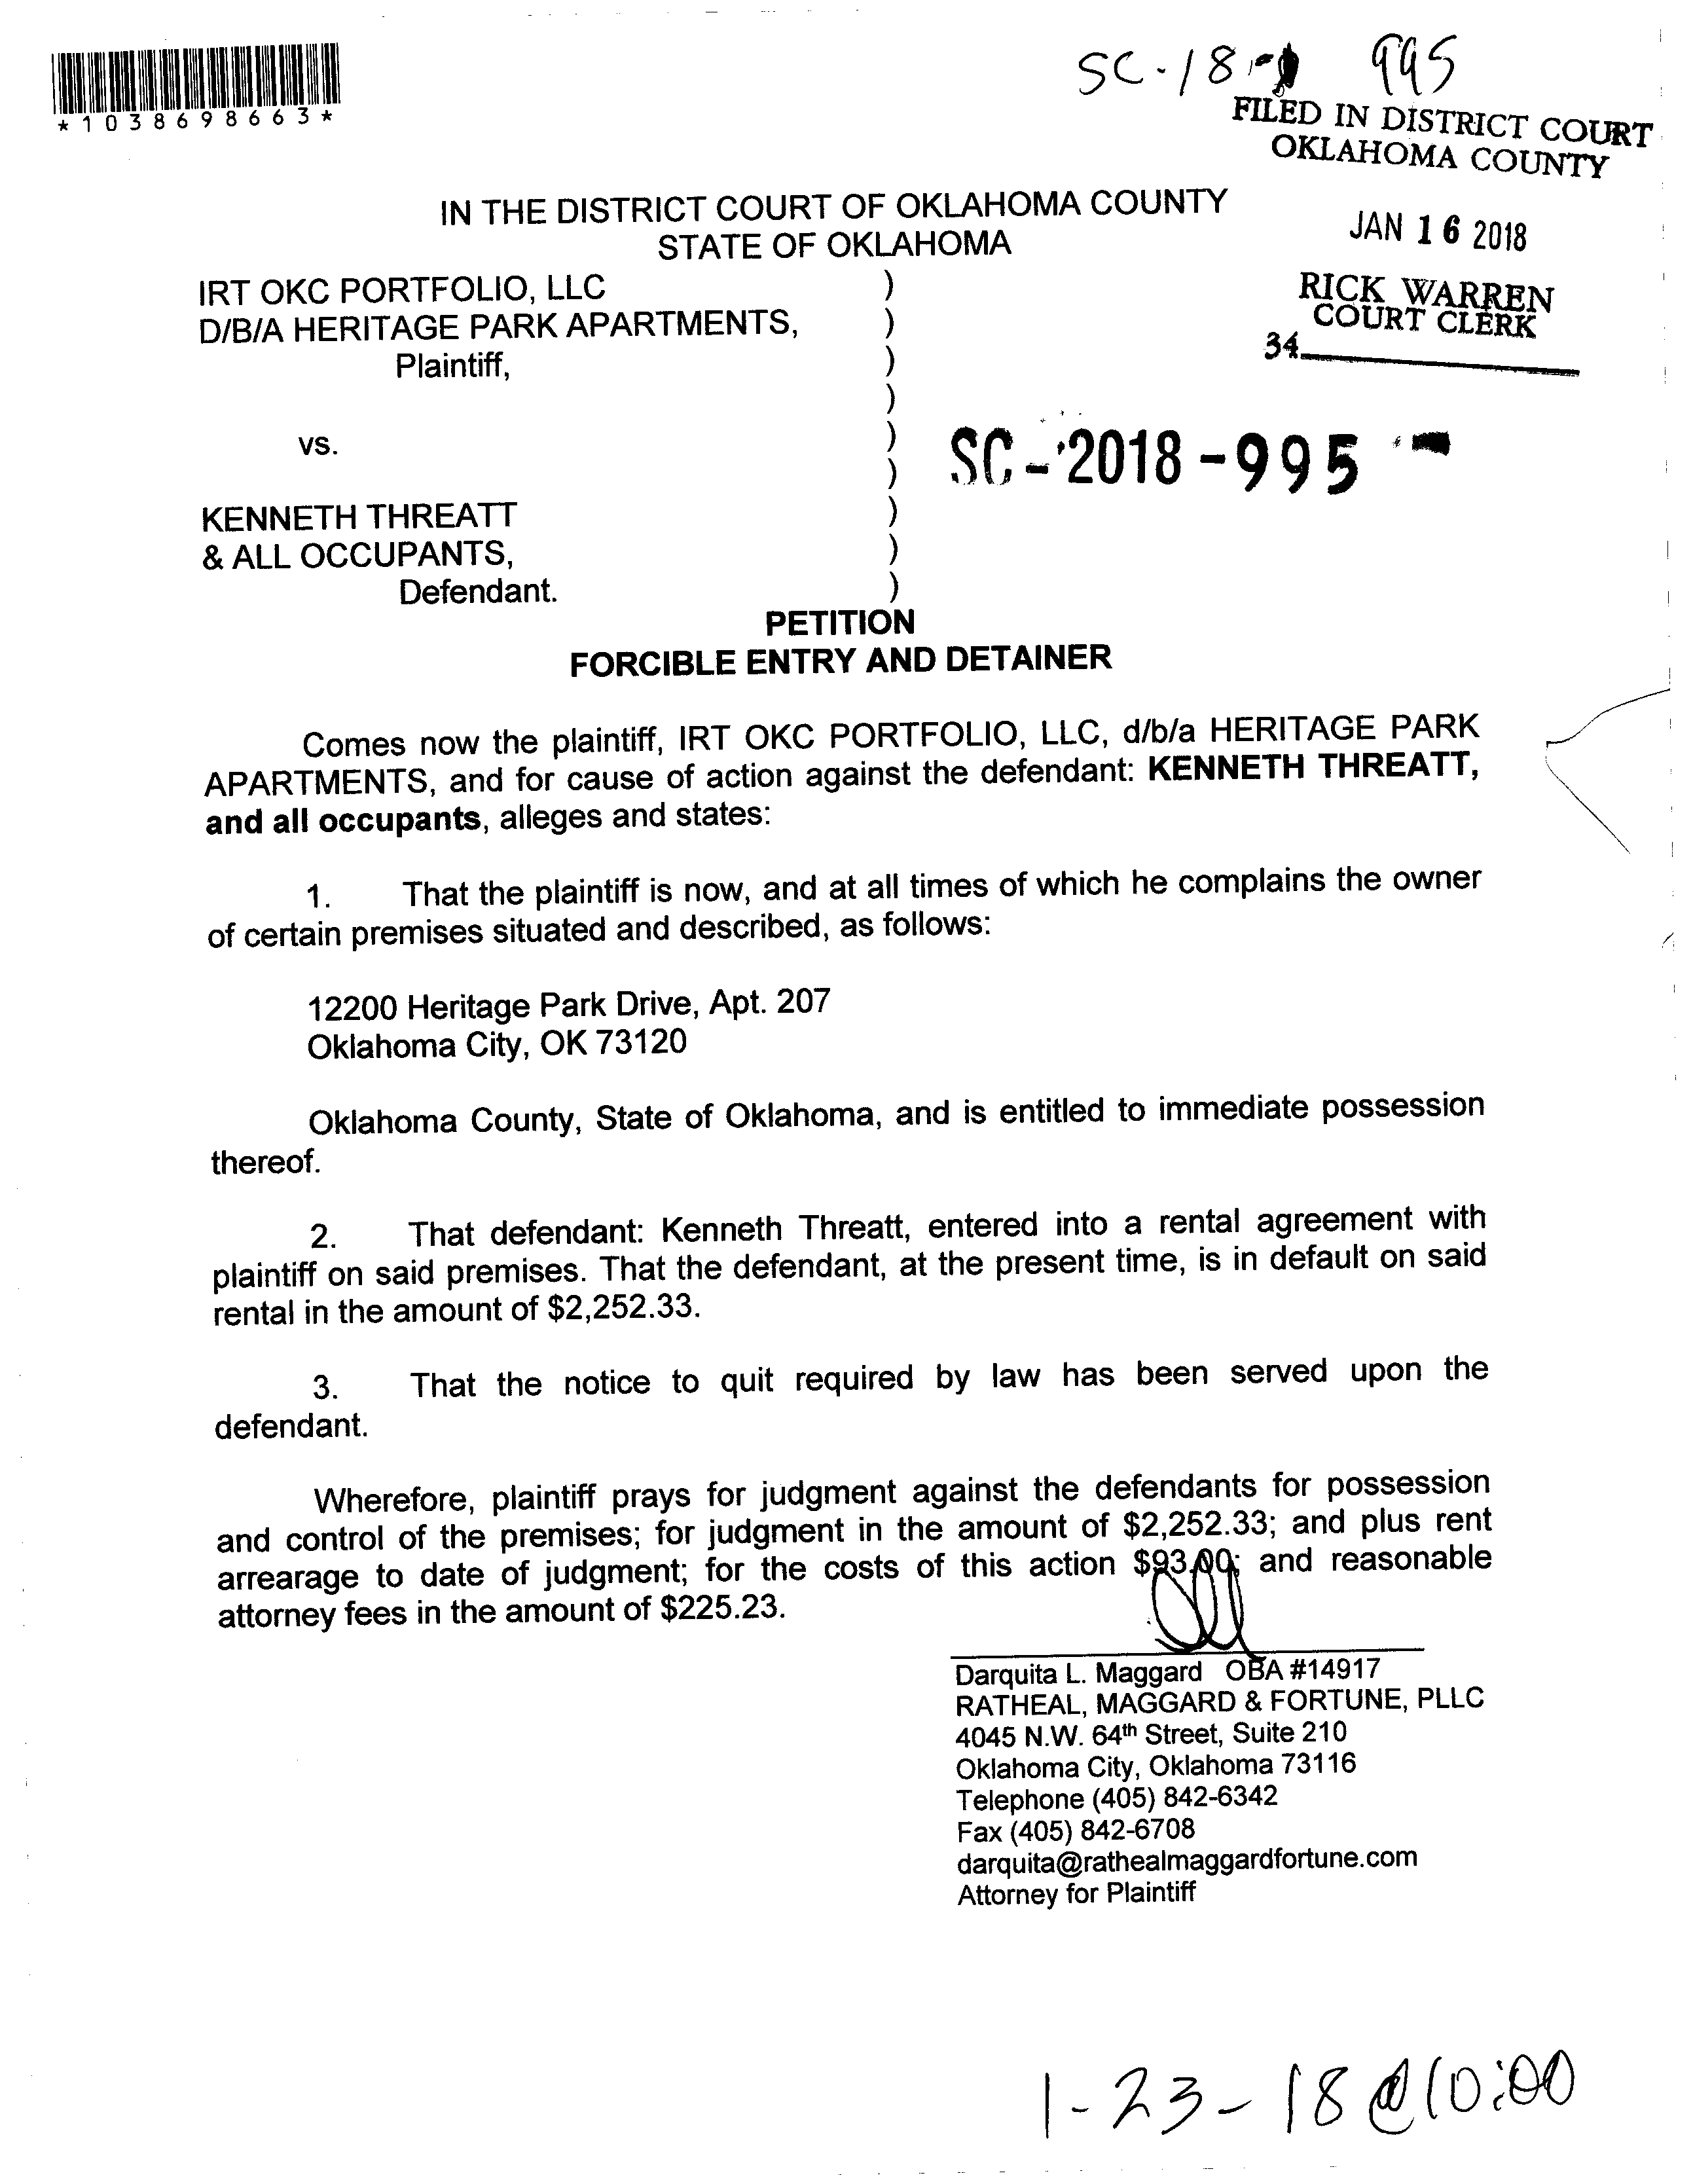 SC-18- 995
*1038698663*
FILED IN DISTRICT COURT
OKLAHOMA COUNTY
IN THE DISTRICT COURT OF OKLAHOMA COUNTY
STATE OF OKLAHOMA
JAN 16 2018
RICK WARREN
COURT CLERK
34
IRT OKC PORTFOLIO, LLC )
D/B/A HERITAGE PARK APARTMENTS, )
Plaintiff, )
)
vs. )
) SC-2018-995
KENNETH THREATT )
& ALL OCCUPANTS, )
Defendant. )
PETITION
FORCIBLE ENTRY AND DETAINER
Comes now the plaintiff, IRT OKC PORTFOLIO, LLC, d/b/a HERITAGE PARK
APARTMENTS, and for cause of action against the defendant: KENNETH THREATT,
and all occupants, alleges and states:
1. That the plaintiff is now, and at all times of which he complains the owner
of certain premises situated and described, as follows:
12200 Heritage Park Drive, Apt. 207
Oklahoma City, OK 73120
Oklahoma County, State of Oklahoma, and is entitled to immediate possession
thereof.
2. That defendant: Kenneth Threatt, entered into a rental agreement with
plaintiff on said premises. That the defendant, at the present time, is in default on said
rental in the amount of $2,252.33.
3. That the notice to quit required by law has been served upon the
defendant.
Wherefore, plaintiff prays for judgment against the defendants for possession
and control of the premises; for judgment in the amount of $2,252.33; and plus rent
arrearage to date of judgment; for the costs of this action $93.00; and reasonable
attorney fees in the amount of $225.23.
Darquita L. Maggard OBA #14917
RATHEAL, MAGGARD & FORTUNE, PLLC
4045 N.W. 64th Street, Suite 210
Oklahoma City, Oklahoma 73116
Telephone (405) 842-6342
Fax (405) 842-6708
darquita@rathealmaggardfortune.com
Attorney for Plaintiff
1-23-18 @ 10:00